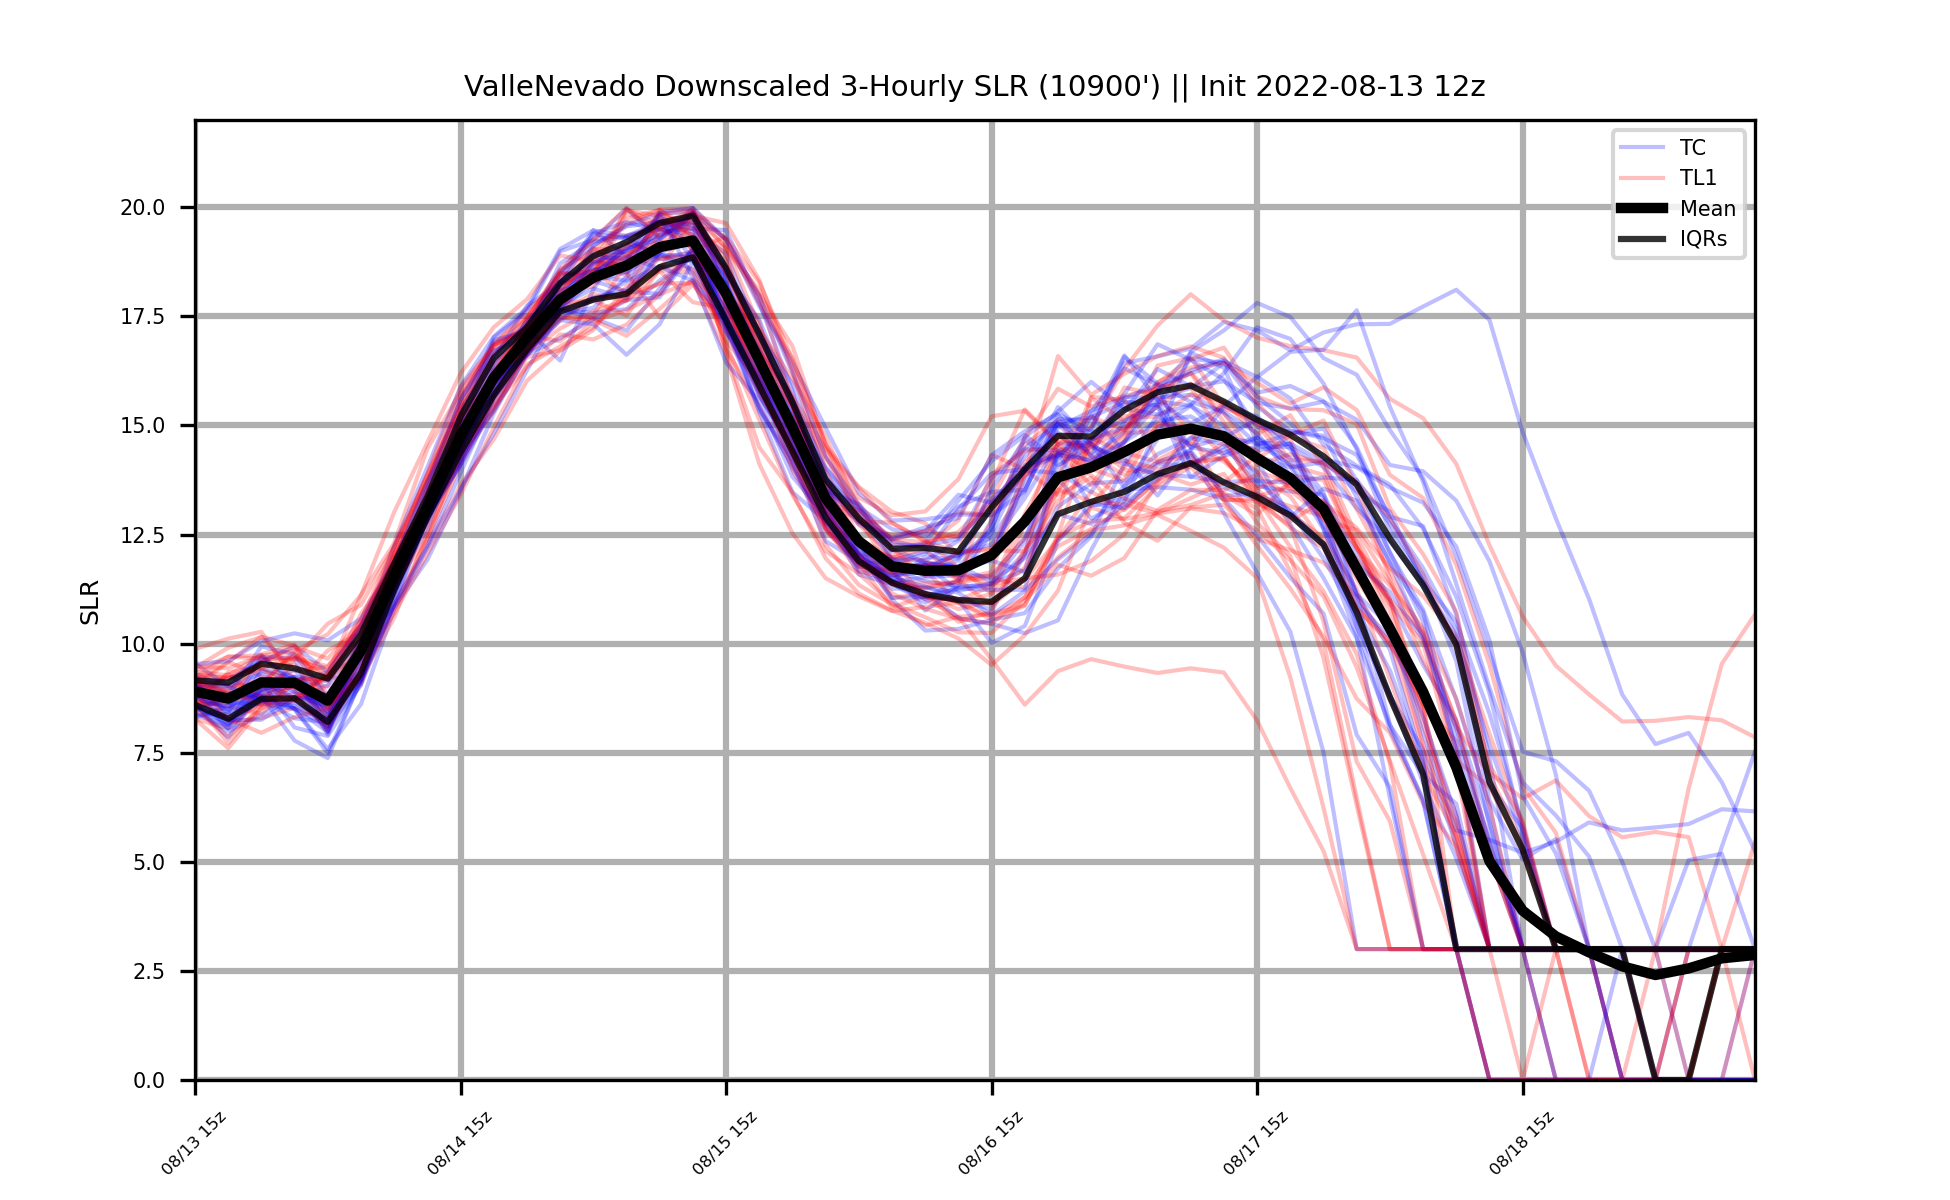 ValleNevado Downscaled 3-Hourly SLR (10900') || Init 2022-08-13 12z
TC
TL1
Mean
IQRs
SLR
20.0
17.5
15.0
12.5
10.0
7.5
5.0
2.5
0.0
08/13 15z
08/14 15z
08/15 15z
08/16 15z
08/17 15z
08/18 15z